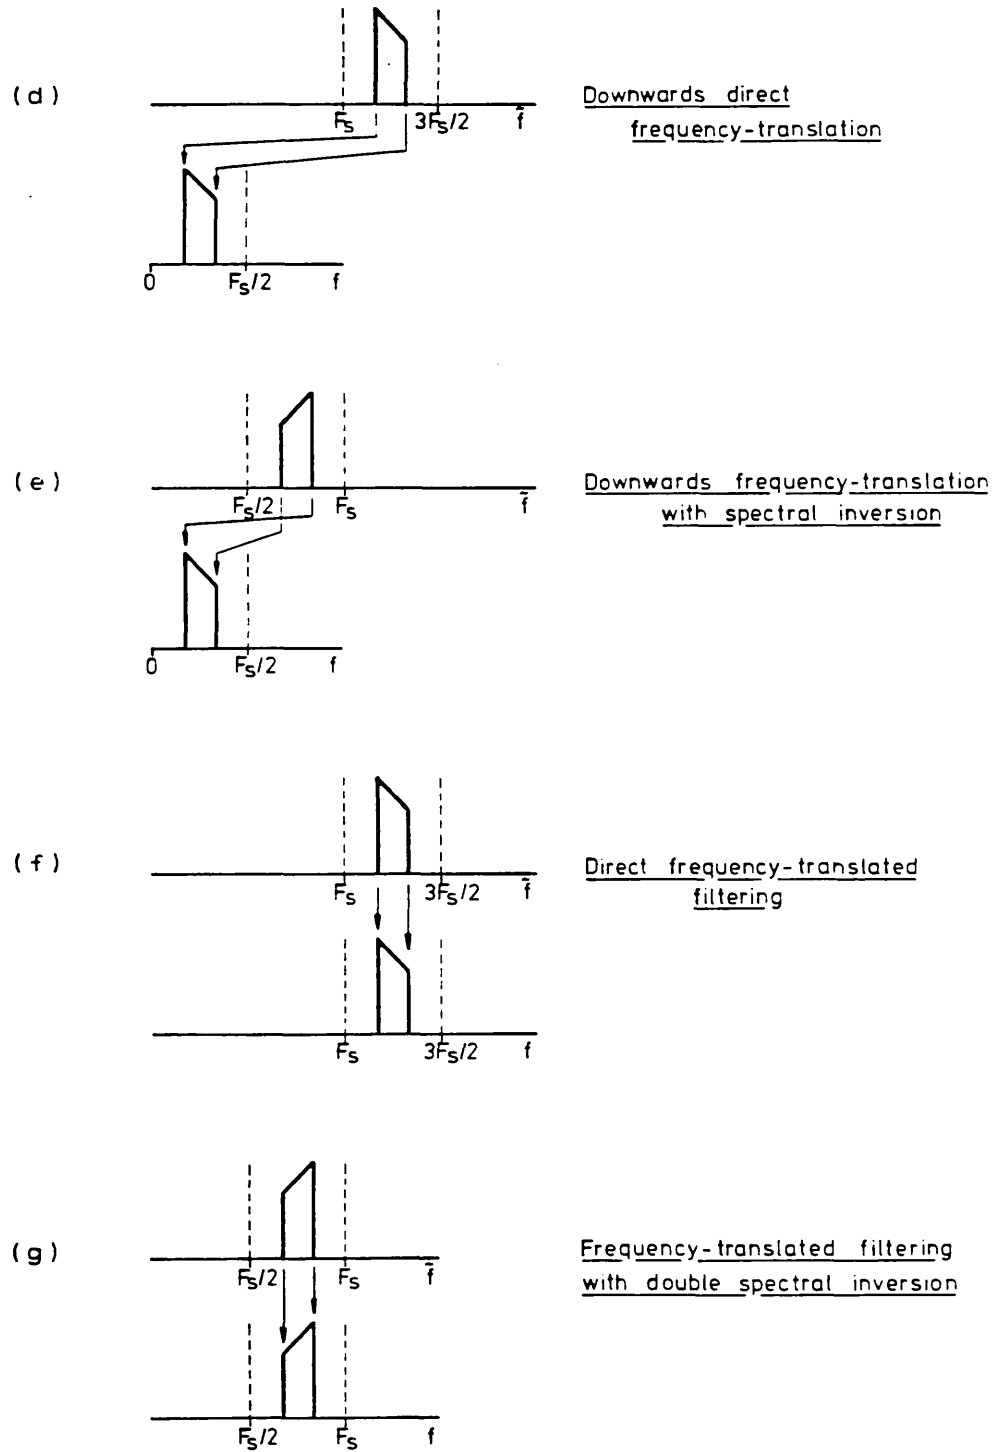 (d)
Downwards direct
frequency-translation
Fs 3Fs/2 f̃
0 Fs/2 f
(e)
Downwards frequency-translation
with spectral inversion
Fs/2 Fs f̃
0 Fs/2 f
(f)
Direct frequency-translated
filtering
Fs 3Fs/2 f̃
Fs 3Fs/2 f
(g)
Frequency-translated filtering
with double spectral inversion
Fs/2 Fs f̃
Fs/2 Fs f